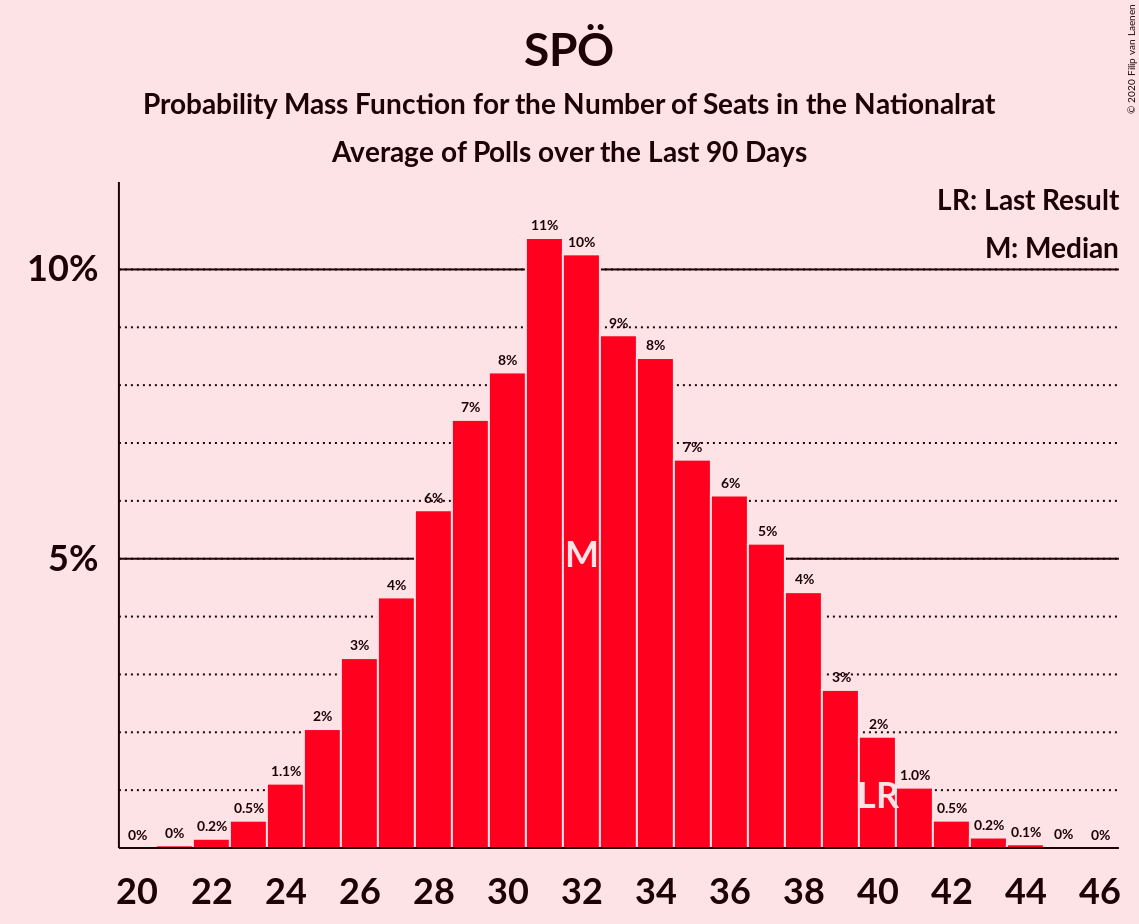 © 2020 Filip van Laenen
SPÖ
Probability Mass Function for the Number of Seats in the Nationalrat
Average of Polls over the Last 90 Days
LR: Last Result
M: Median
10%
5%
0% 0% 0.2% 0.5% 1.1% 2% 3% 4% 6% 7% 8% 11% 10% 9% 8% 7% 6% 5% 4% 3% 2% 1.0% 0.5% 0.2% 0.1% 0% 0%
M
LR
20 22 24 26 28 30 32 34 36 38 40 42 44 46